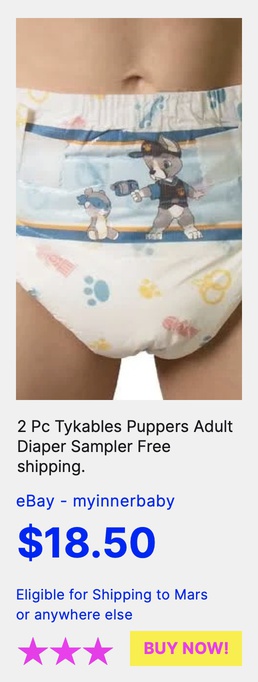 2 Pc Tykables Puppers Adult
Diaper Sampler Free
shipping.
eBay - myinnerbaby
$18.50
Eligible for Shipping to Mars
or anywhere else
BUY NOW!